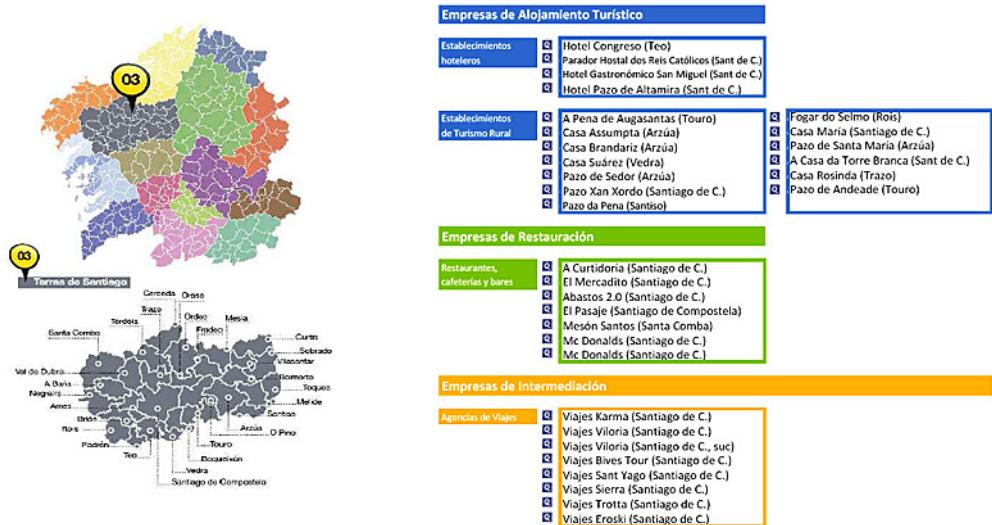 03
03
Terras de Santiago
Cerceda
Oroso
Trazo
Ordes
Tordoia
Frades
Mesía
Santa Comba
Curtis
Sobrado
Vilasantar
Val do Dubra
Boimorto
A Baña
Toques
Negreira
Melide
Ames
Santiso
Brión
Arzúa
Rois
O Pino
Padrón
Touro
Teo
Boqueixón
Vedra
Santiago de Compostela
Empresas de Alojamiento Turístico
Establecimientos
hoteleros
Hotel Congreso (Teo)
Parador Hostal dos Reis Católicos (Sant de C.)
Hotel Gastronómico San Miguel (Sant de C.)
Hotel Pazo de Altamira (Sant de C.)
Establecimientos
de Turismo Rural
A Pena de Augasantas (Touro)
Casa Assumpta (Arzúa)
Casa Brandariz (Arzúa)
Casa Suárez (Vedra)
Pazo de Sedor (Arzúa)
Pazo Xan Xordo (Santiago de C.)
Pazo da Pena (Santiso)
Fogar do Selmo (Rois)
Casa María (Santiago de C.)
Pazo de Santa María (Arzúa)
A Casa da Torre Branca (Sant de C.)
Casa Rosinda (Trazo)
Pazo de Andeade (Touro)
Empresas de Restauración
Restaurantes,
cafeterías y bares
A Curtidoria (Santiago de C.)
El Mercadito (Santiago de C.)
Abastos 2.0 (Santiago de C.)
El Pasaje (Santiago de Compostela)
Mesón Santos (Santa Comba)
Mc Donalds (Santiago de C.)
Mc Donalds (Santiago de C.)
Empresas de Intermediación
Agencias de Viajes
Viajes Karma (Santiago de C.)
Viajes Viloria (Santiago de C.)
Viajes Viloria (Santiago de C., suc)
Viajes Bives Tour (Santiago de C.)
Viajes Sant Yago (Santiago de C.)
Viajes Sierra (Santiago de C.)
Viajes Trotta (Santiago de C.)
Viajes Eroski (Santiago de C.)